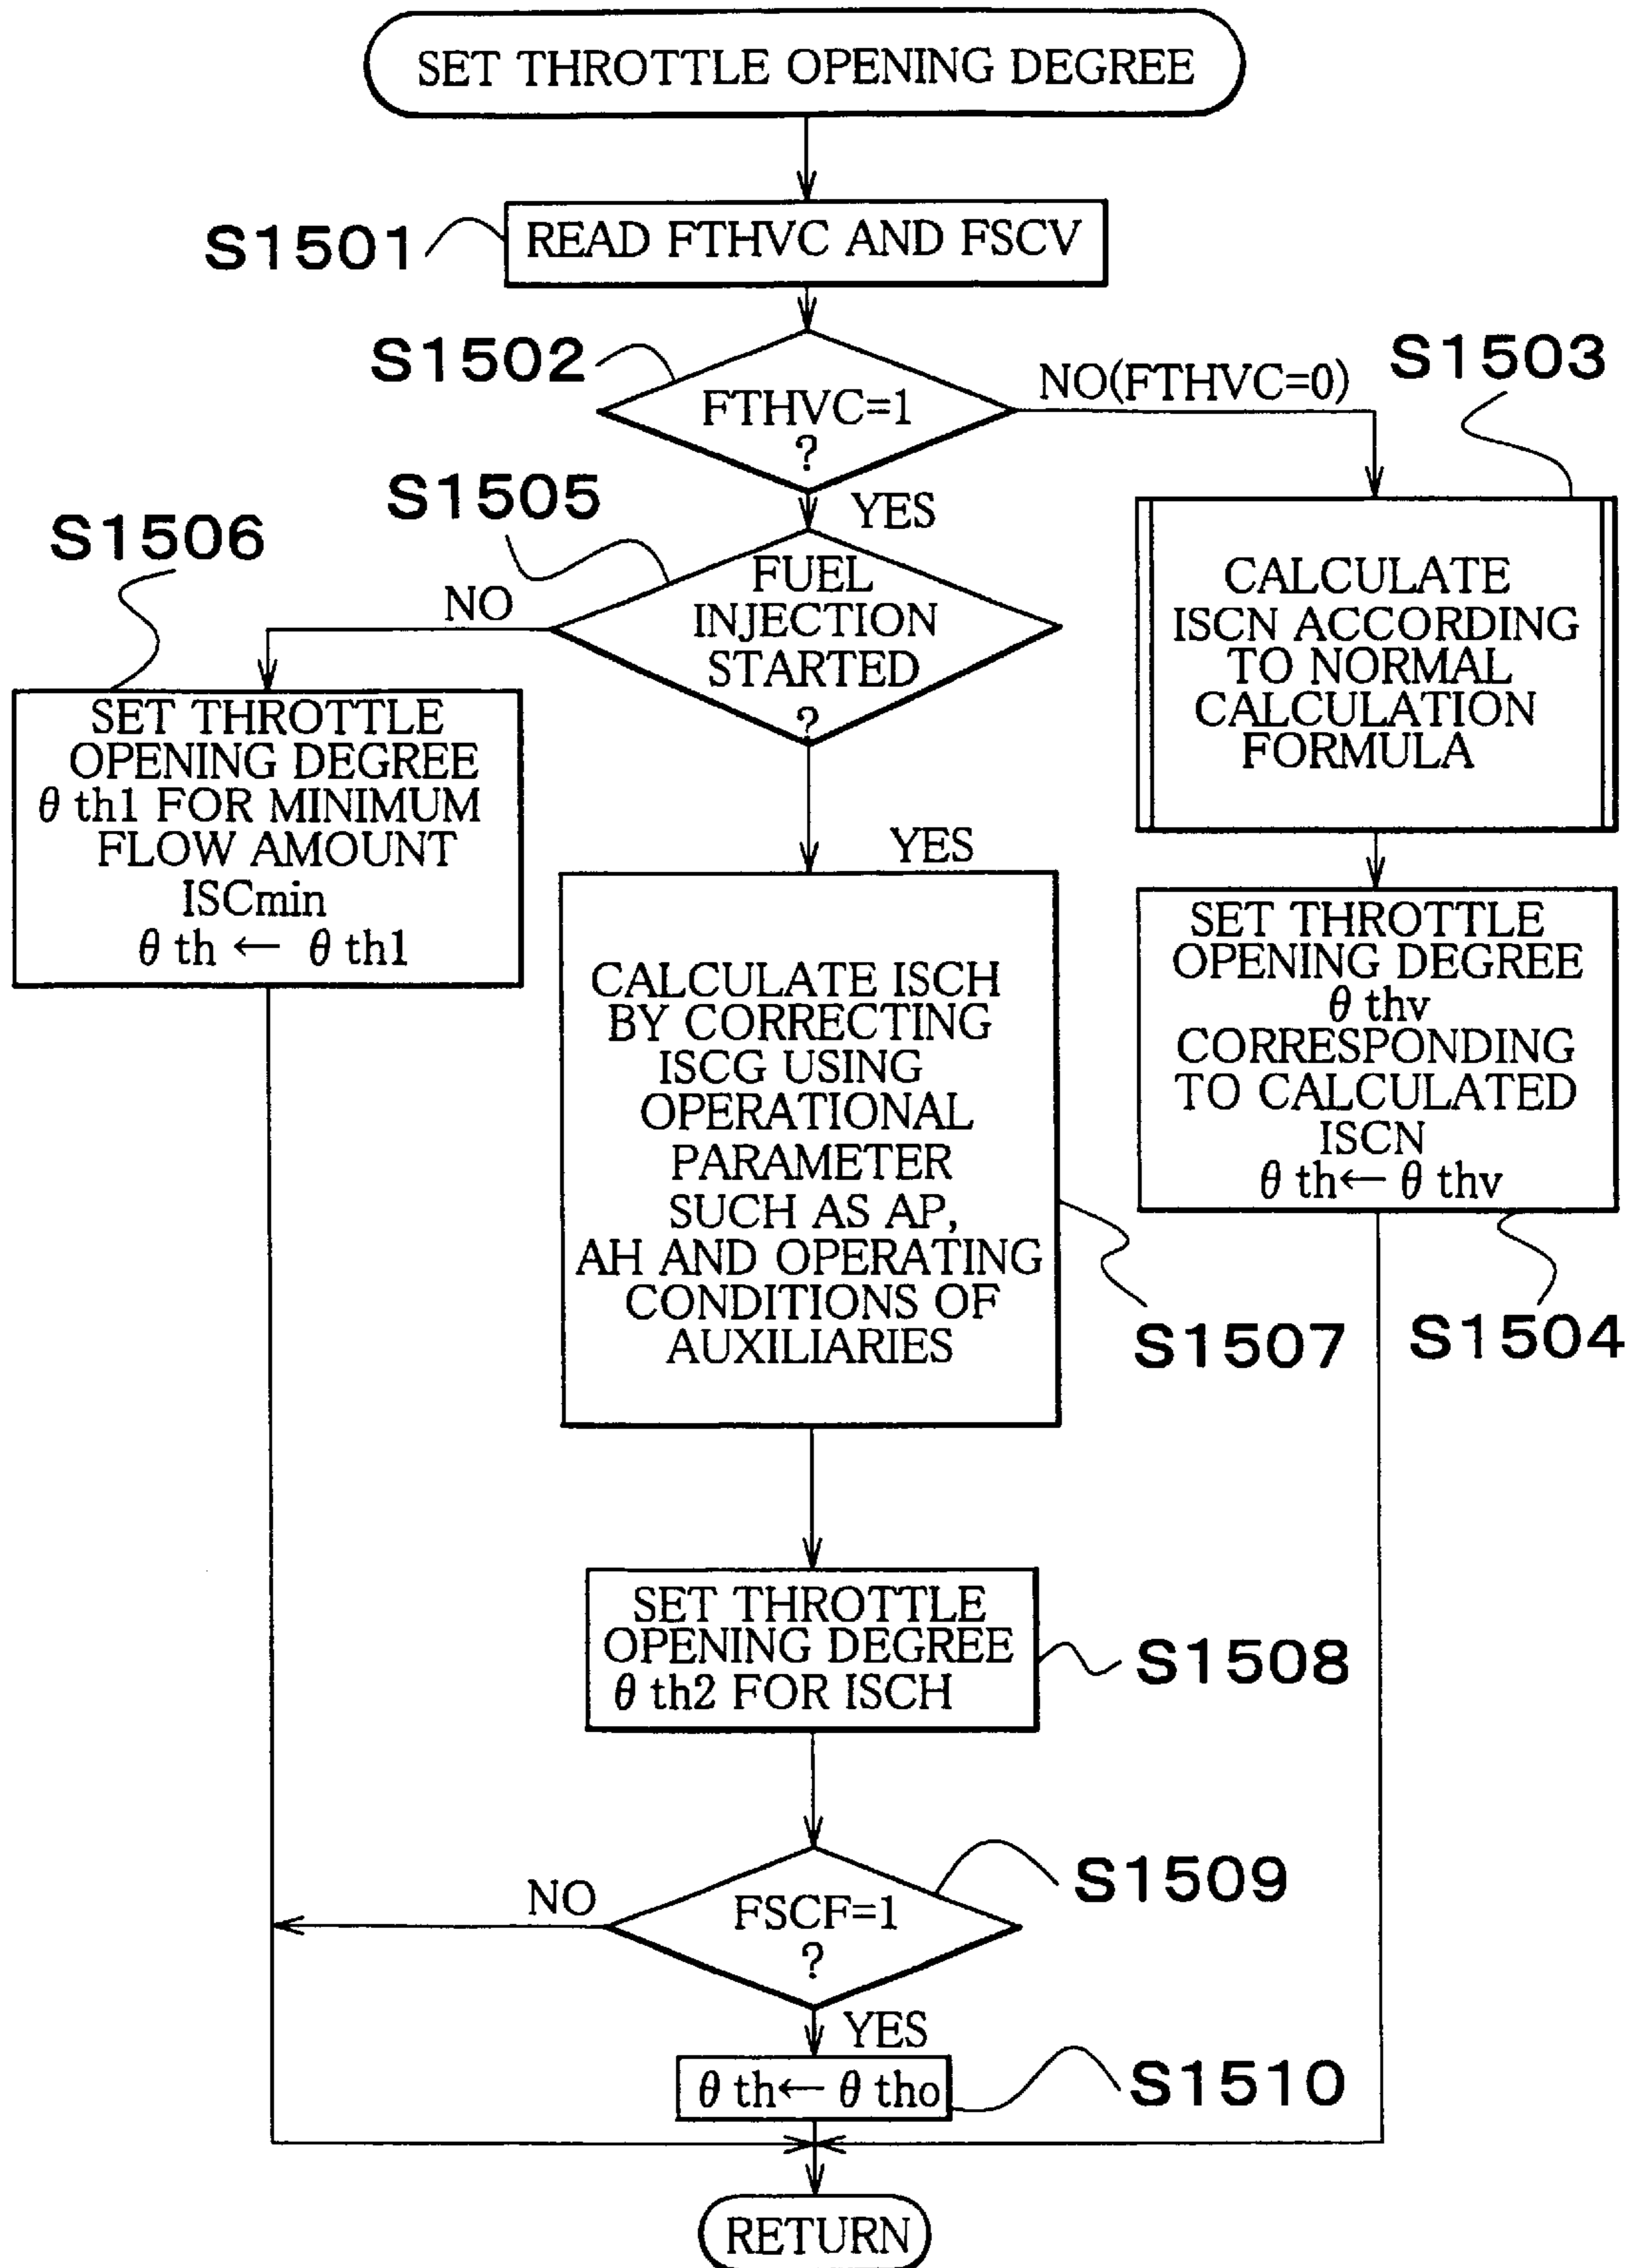 SET THROTTLE OPENING DEGREE
S1501
READ FTHVC AND FSCV
S1502
FTHVC=1
?
NO(FTHVC=0)
S1503
YES
CALCULATE
ISCN ACCORDING
TO NORMAL
CALCULATION
FORMULA
SET THROTTLE
OPENING DEGREE
θ thv
CORRESPONDING
TO CALCULATED
ISCN
θ th← θ thv
S1504
S1505
FUEL
INJECTION
STARTED
?
NO
S1506
SET THROTTLE
OPENING DEGREE
θ th1 FOR MINIMUM
FLOW AMOUNT
ISCmin
θ th ← θ th1
YES
CALCULATE ISCH
BY CORRECTING
ISCG USING
OPERATIONAL
PARAMETER
SUCH AS AP,
AH AND OPERATING
CONDITIONS OF
AUXILIARIES
S1507
SET THROTTLE
OPENING DEGREE
θ th2 FOR ISCH
S1508
FSCF=1
?
S1509
NO
YES
θ th← θ tho
S1510
RETURN